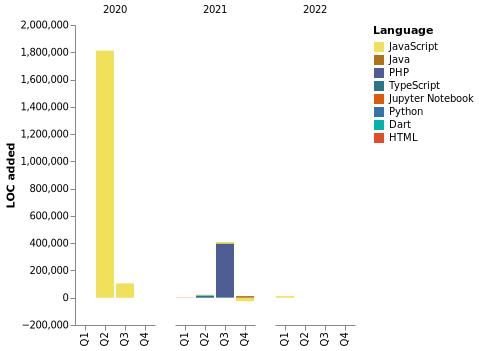 2020 2021 2022
2,000,000
1,800,000
1,600,000
1,400,000
1,200,000
1,000,000
800,000
600,000
400,000
200,000
0
−200,000
LOC added
Q1 Q2 Q3 Q4 Q1 Q2 Q3 Q4 Q1 Q2 Q3 Q4
Language
JavaScript
Java
PHP
TypeScript
Jupyter Notebook
Python
Dart
HTML